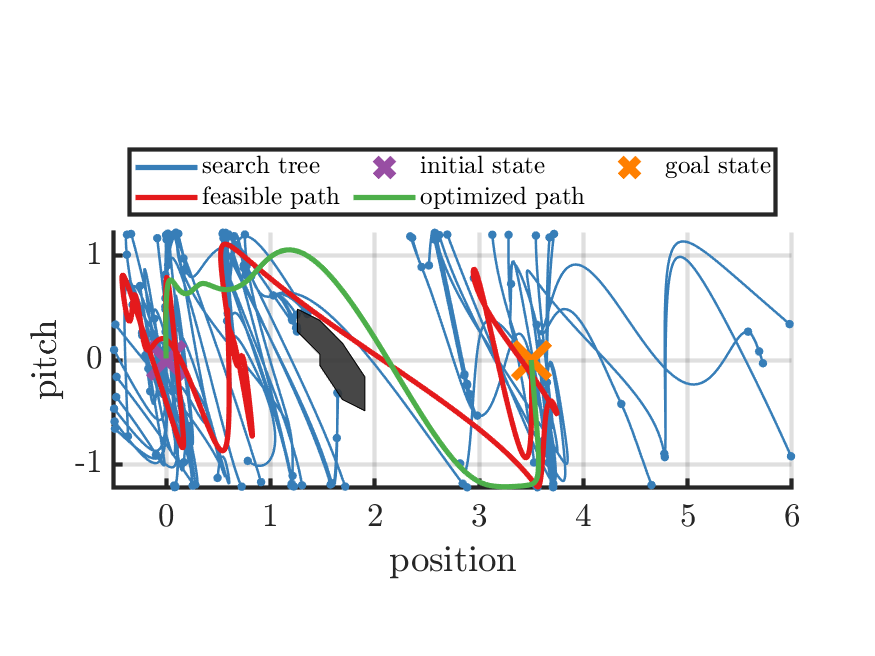 search tree initial state goal state
feasible path optimized path
1
0
-1
pitch
0 1 2 3 4 5 6
position